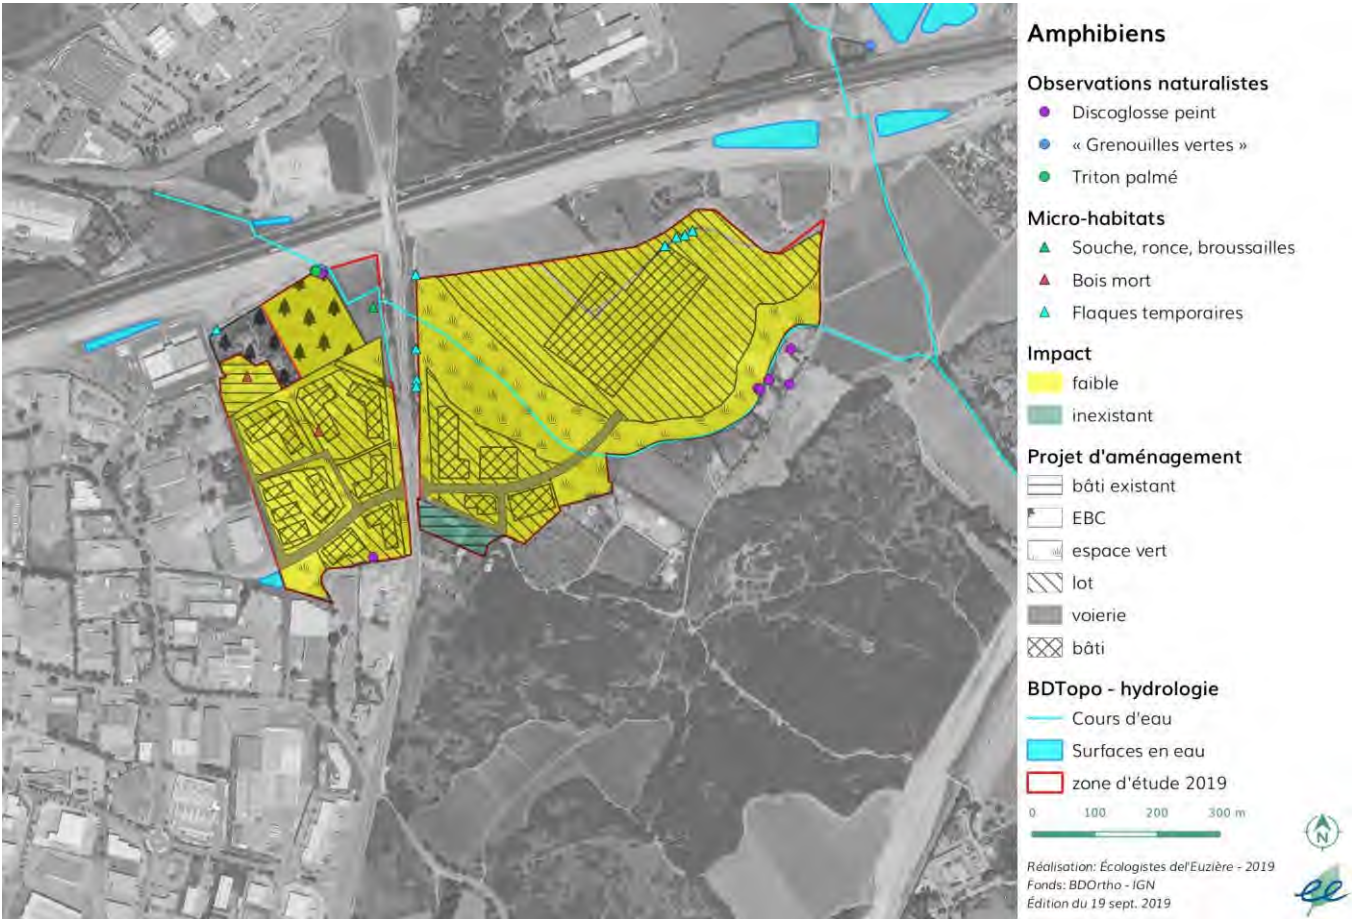 Amphibiens
Observations naturalistes
Discoglosse peint
« Grenouilles vertes »
Triton palmé
Micro-habitats
Souche, ronce, broussailles
Bois mort
Flaques temporaires
Impact
faible
inexistant
Projet d'aménagement
bâti existant
EBC
espace vert
lot
voierie
bâti
BDTopo - hydrologie
Cours d'eau
Surfaces en eau
zone d'étude 2019
0 100 200 300 m
N
Réalisation: Écologistes del'Euzière - 2019
Fonds: BDOrtho - IGN
Édition du 19 sept. 2019
ee